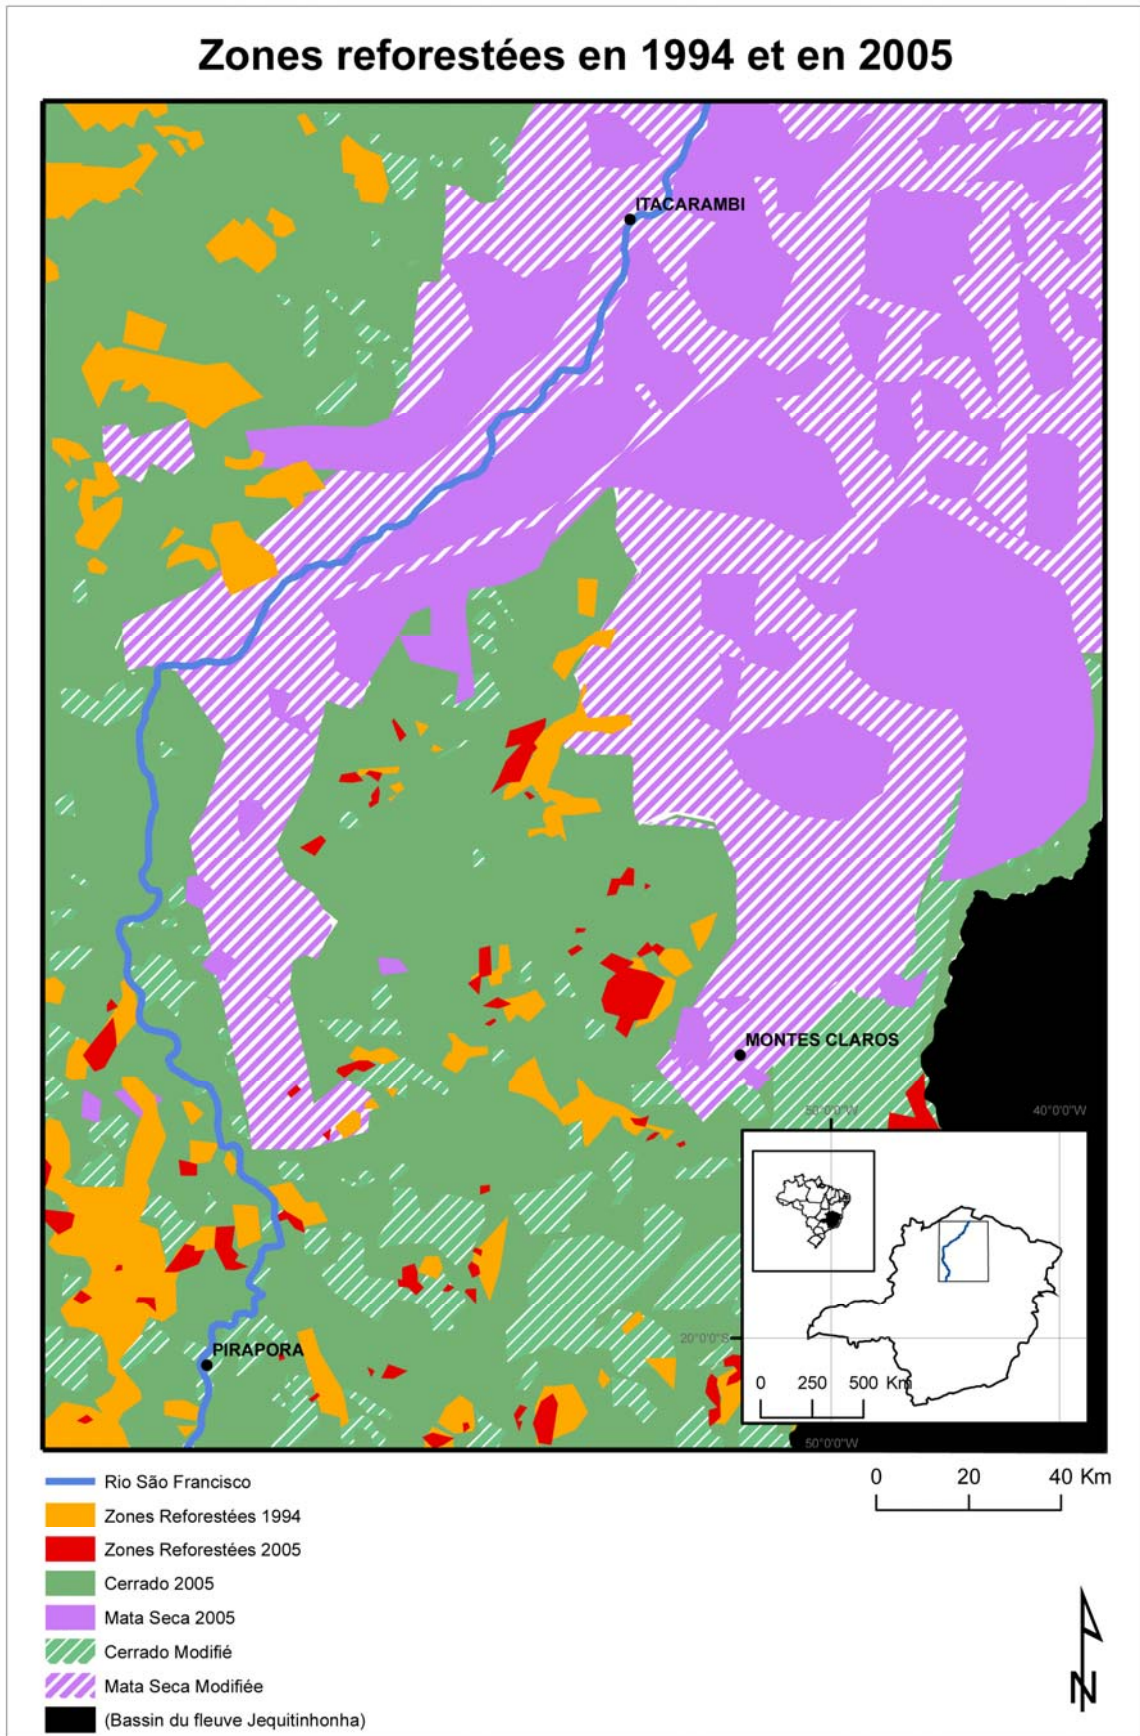 Zones reforestées en 1994 et en 2005
ITACARAMBI
MONTES CLAROS
50°0'0"W
40°0'0"W
20°0'0"S
0 250 500 Km
50°0'0"W
PIRAPORA
Rio São Francisco
Zones Reforestées 1994
Zones Reforestées 2005
Cerrado 2005
Mata Seca 2005
Cerrado Modifié
Mata Seca Modifiée
(Bassin du fleuve Jequitinhonha)
0 20 40 Km
N